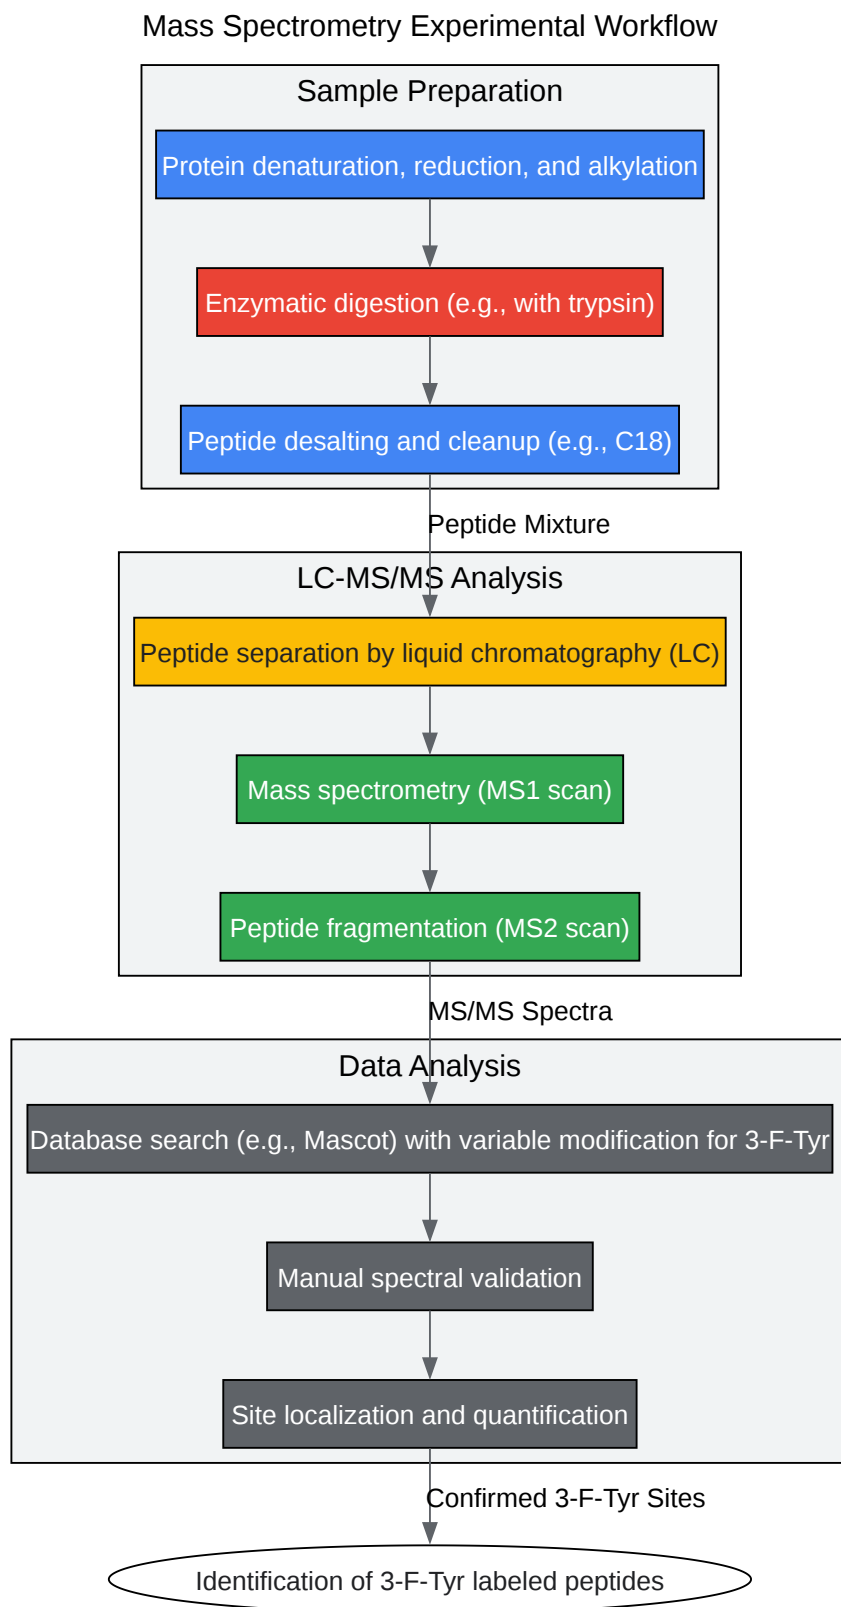 Mass Spectrometry Experimental Workflow
Sample Preparation
Protein denaturation, reduction, and alkylation
Enzymatic digestion (e.g., with trypsin)
Peptide desalting and cleanup (e.g., C18)
Peptide Mixture
LC-MS/MS Analysis
Peptide separation by liquid chromatography (LC)
Mass spectrometry (MS1 scan)
Peptide fragmentation (MS2 scan)
MS/MS Spectra
Data Analysis
Database search (e.g., Mascot) with variable modification for 3-F-Tyr
Manual spectral validation
Site localization and quantification
Confirmed 3-F-Tyr Sites
Identification of 3-F-Tyr labeled peptides